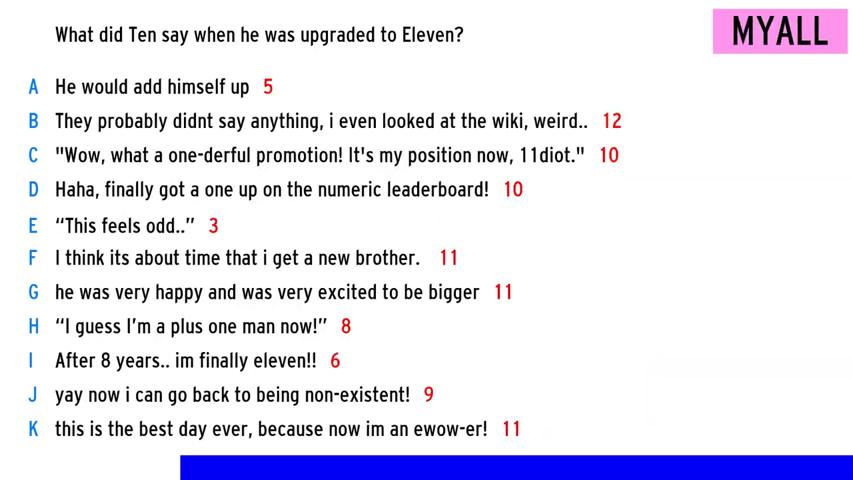 What did Ten say when he was upgraded to Eleven?
MYALL
A He would add himself up 5
B They probably didnt say anything, i even looked at the wiki, weird.. 12
C "Wow, what a one-derful promotion! It's my position now, 11diot." 10
D Haha, finally got a one up on the numeric leaderboard! 10
E “This feels odd..” 3
F I think its about time that i get a new brother. 11
G he was very happy and was very excited to be bigger 11
H “I guess I’m a plus one man now!” 8
I After 8 years.. im finally eleven!! 6
J yay now i can go back to being non-existent! 9
K this is the best day ever, because now im an ewow-er! 11